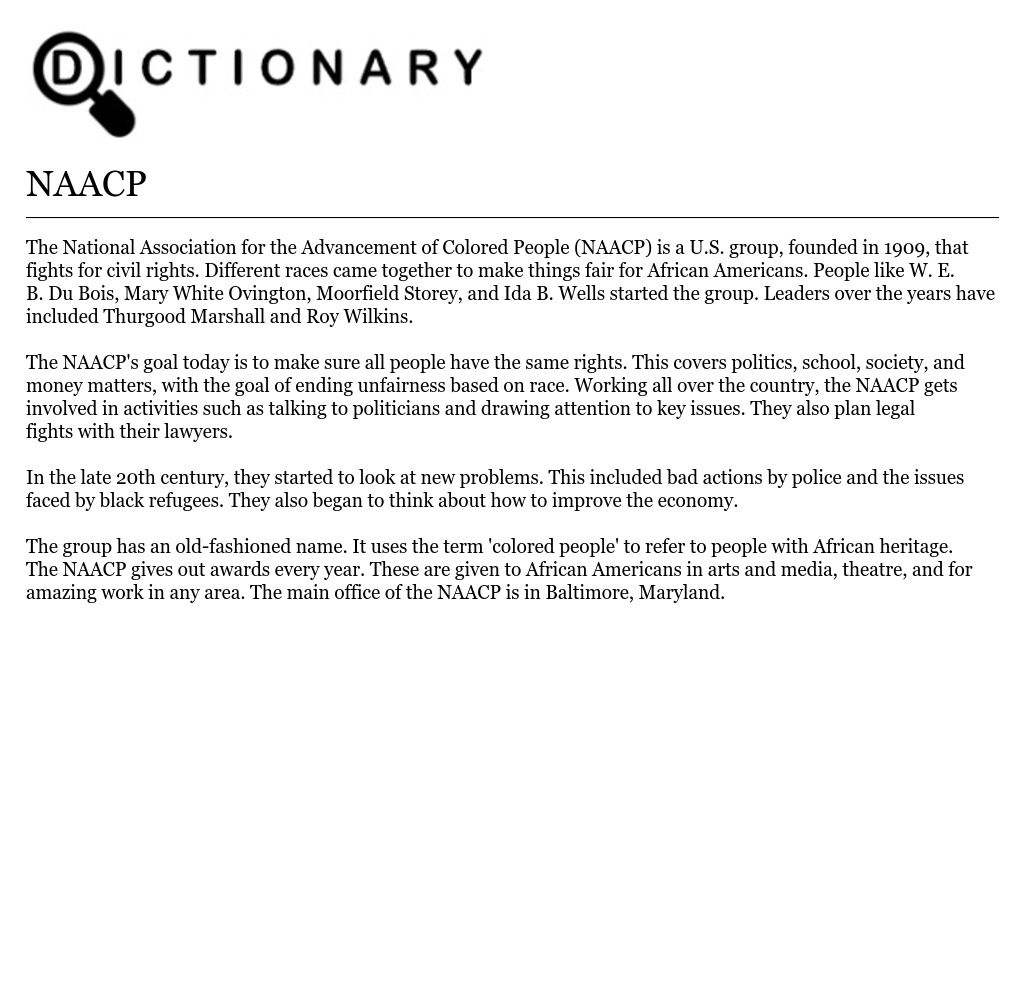 DICTIONARY
NAACP
The National Association for the Advancement of Colored People (NAACP) is a U.S. group, founded in 1909, that
fights for civil rights. Different races came together to make things fair for African Americans. People like W. E.
B. Du Bois, Mary White Ovington, Moorfield Storey, and Ida B. Wells started the group. Leaders over the years have
included Thurgood Marshall and Roy Wilkins.
The NAACP's goal today is to make sure all people have the same rights. This covers politics, school, society, and
money matters, with the goal of ending unfairness based on race. Working all over the country, the NAACP gets
involved in activities such as talking to politicians and drawing attention to key issues. They also plan legal
fights with their lawyers.
In the late 20th century, they started to look at new problems. This included bad actions by police and the issues
faced by black refugees. They also began to think about how to improve the economy.
The group has an old-fashioned name. It uses the term 'colored people' to refer to people with African heritage.
The NAACP gives out awards every year. These are given to African Americans in arts and media, theatre, and for
amazing work in any area. The main office of the NAACP is in Baltimore, Maryland.